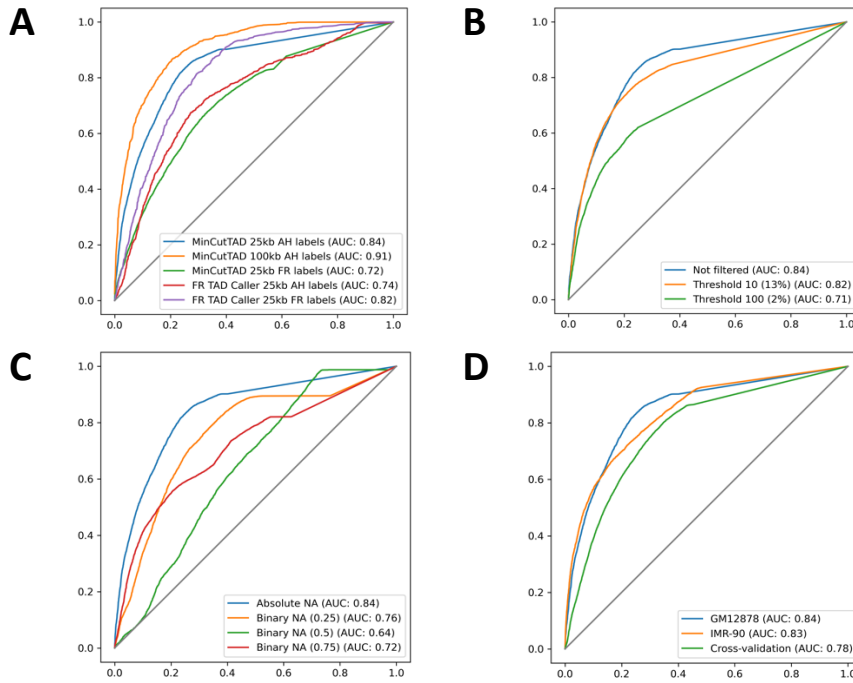 A
1.0
0.8
0.6
0.4
0.2
0.0
0.0 0.2 0.4 0.6 0.8 1.0
MinCutTAD 25kb AH labels (AUC: 0.84)
MinCutTAD 100kb AH labels (AUC: 0.91)
MinCutTAD 25kb FR labels (AUC: 0.72)
FR TAD Caller 25kb AH labels (AUC: 0.74)
FR TAD Caller 25kb FR labels (AUC: 0.82)
B
1.0
0.8
0.6
0.4
0.2
0.0
0.0 0.2 0.4 0.6 0.8 1.0
Not filtered (AUC: 0.84)
Threshold 10 (13%) (AUC: 0.82)
Threshold 100 (2%) (AUC: 0.71)
C
1.0
0.8
0.6
0.4
0.2
0.0
0.0 0.2 0.4 0.6 0.8 1.0
Absolute NA (AUC: 0.84)
Binary NA (0.25) (AUC: 0.76)
Binary NA (0.5) (AUC: 0.64)
Binary NA (0.75) (AUC: 0.72)
D
1.0
0.8
0.6
0.4
0.2
0.0
0.0 0.2 0.4 0.6 0.8 1.0
GM12878 (AUC: 0.84)
IMR-90 (AUC: 0.83)
Cross-validation (AUC: 0.78)